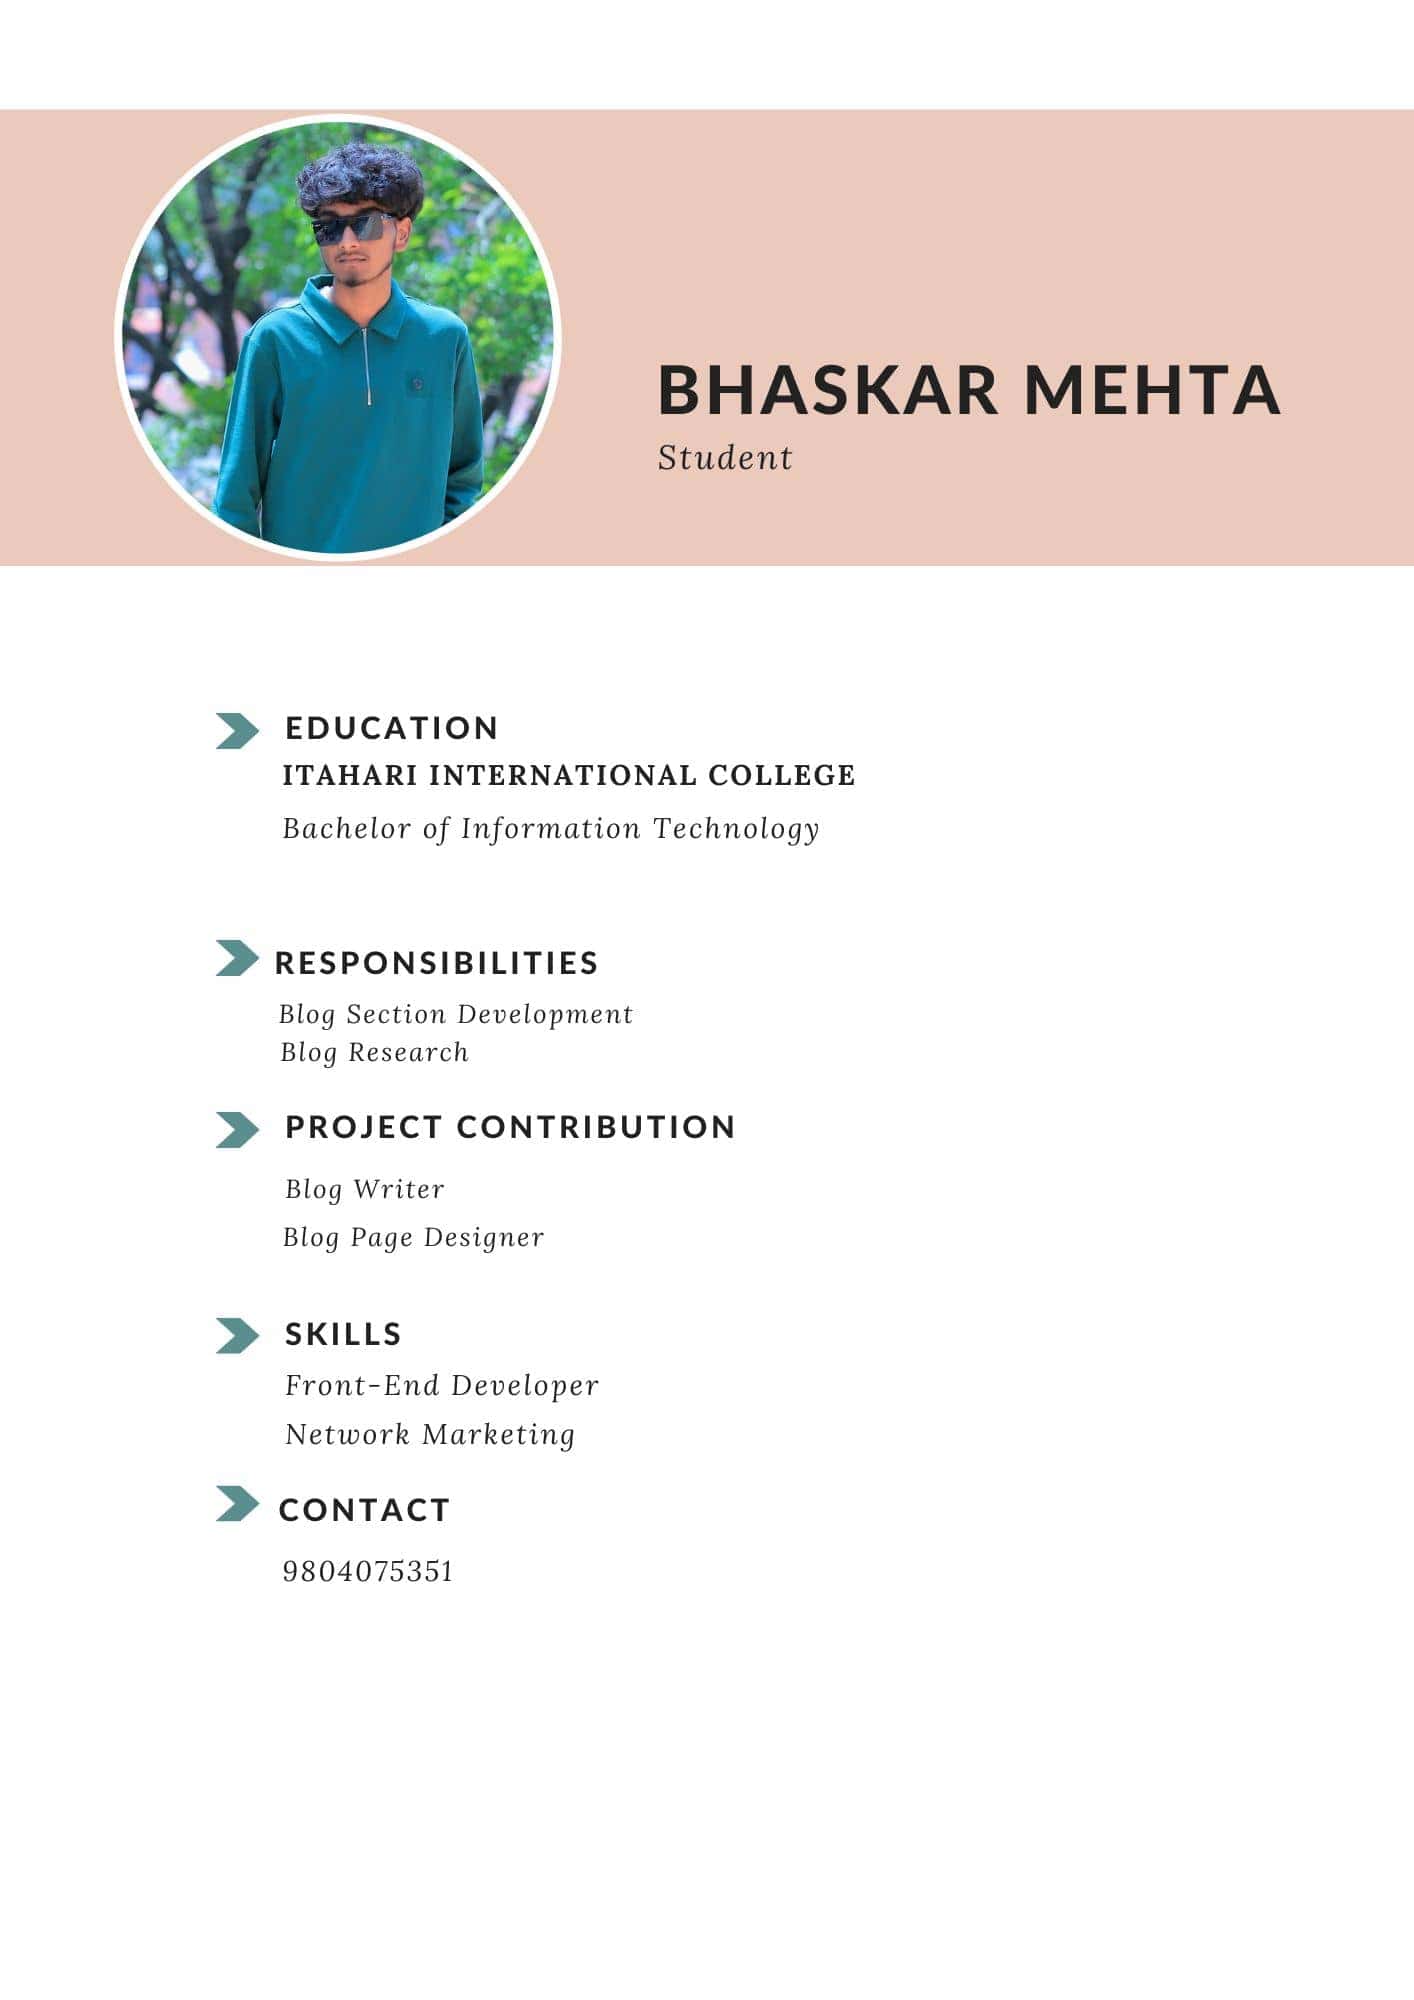 BHASKAR MEHTA
Student
EDUCATION
ITAHARI INTERNATIONAL COLLEGE
Bachelor of Information Technology
RESPONSIBILITIES
Blog Section Development
Blog Research
PROJECT CONTRIBUTION
Blog Writer
Blog Page Designer
SKILLS
Front-End Developer
Network Marketing
CONTACT
9804075351